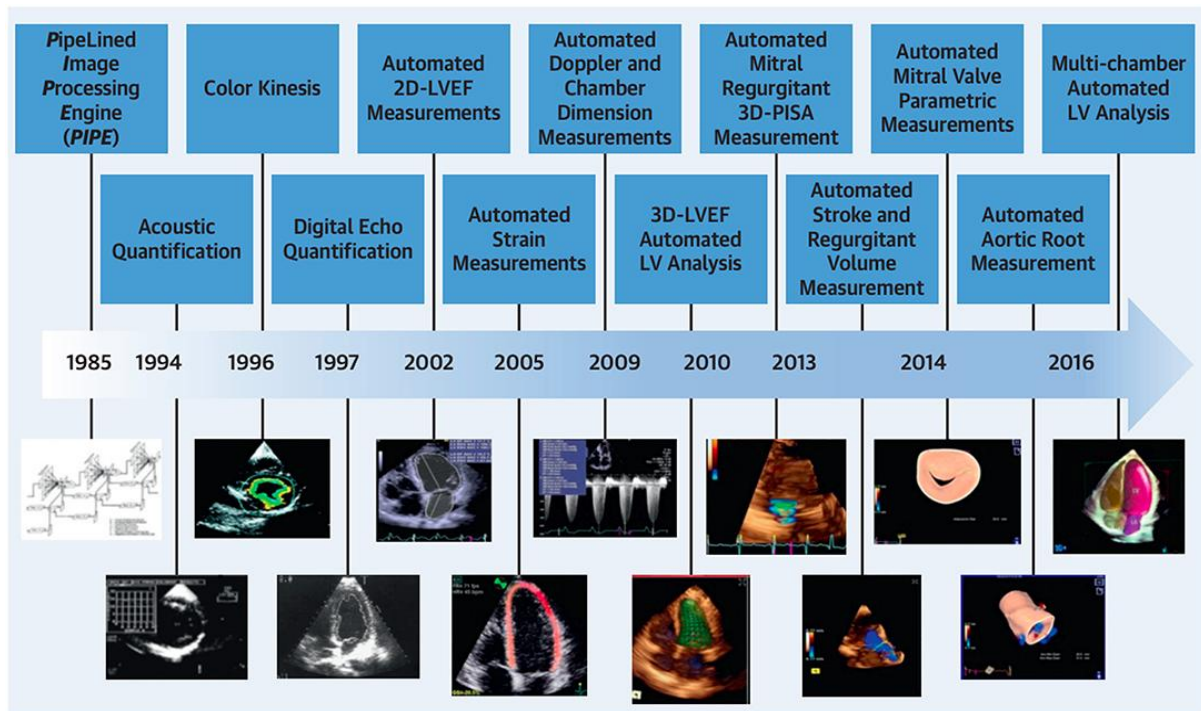 PipeLined
Image
Processing
Engine
(PIPE)
Color Kinesis
Automated
2D-LVEF
Measurements
Automated
Doppler and
Chamber
Dimension
Measurements
Automated
Mitral
Regurgitant
3D-PISA
Measurement
Automated
Mitral Valve
Parametric
Measurements
Multi-chamber
Automated
LV Analysis
Acoustic
Quantification
Digital Echo
Quantification
Automated
Strain
Measurements
3D-LVEF
Automated
LV Analysis
Automated
Stroke and
Regurgitant
Volume
Measurement
Automated
Aortic Root
Measurement
1985 1994 1996 1997 2002 2005 2009 2010 2013 2014 2016